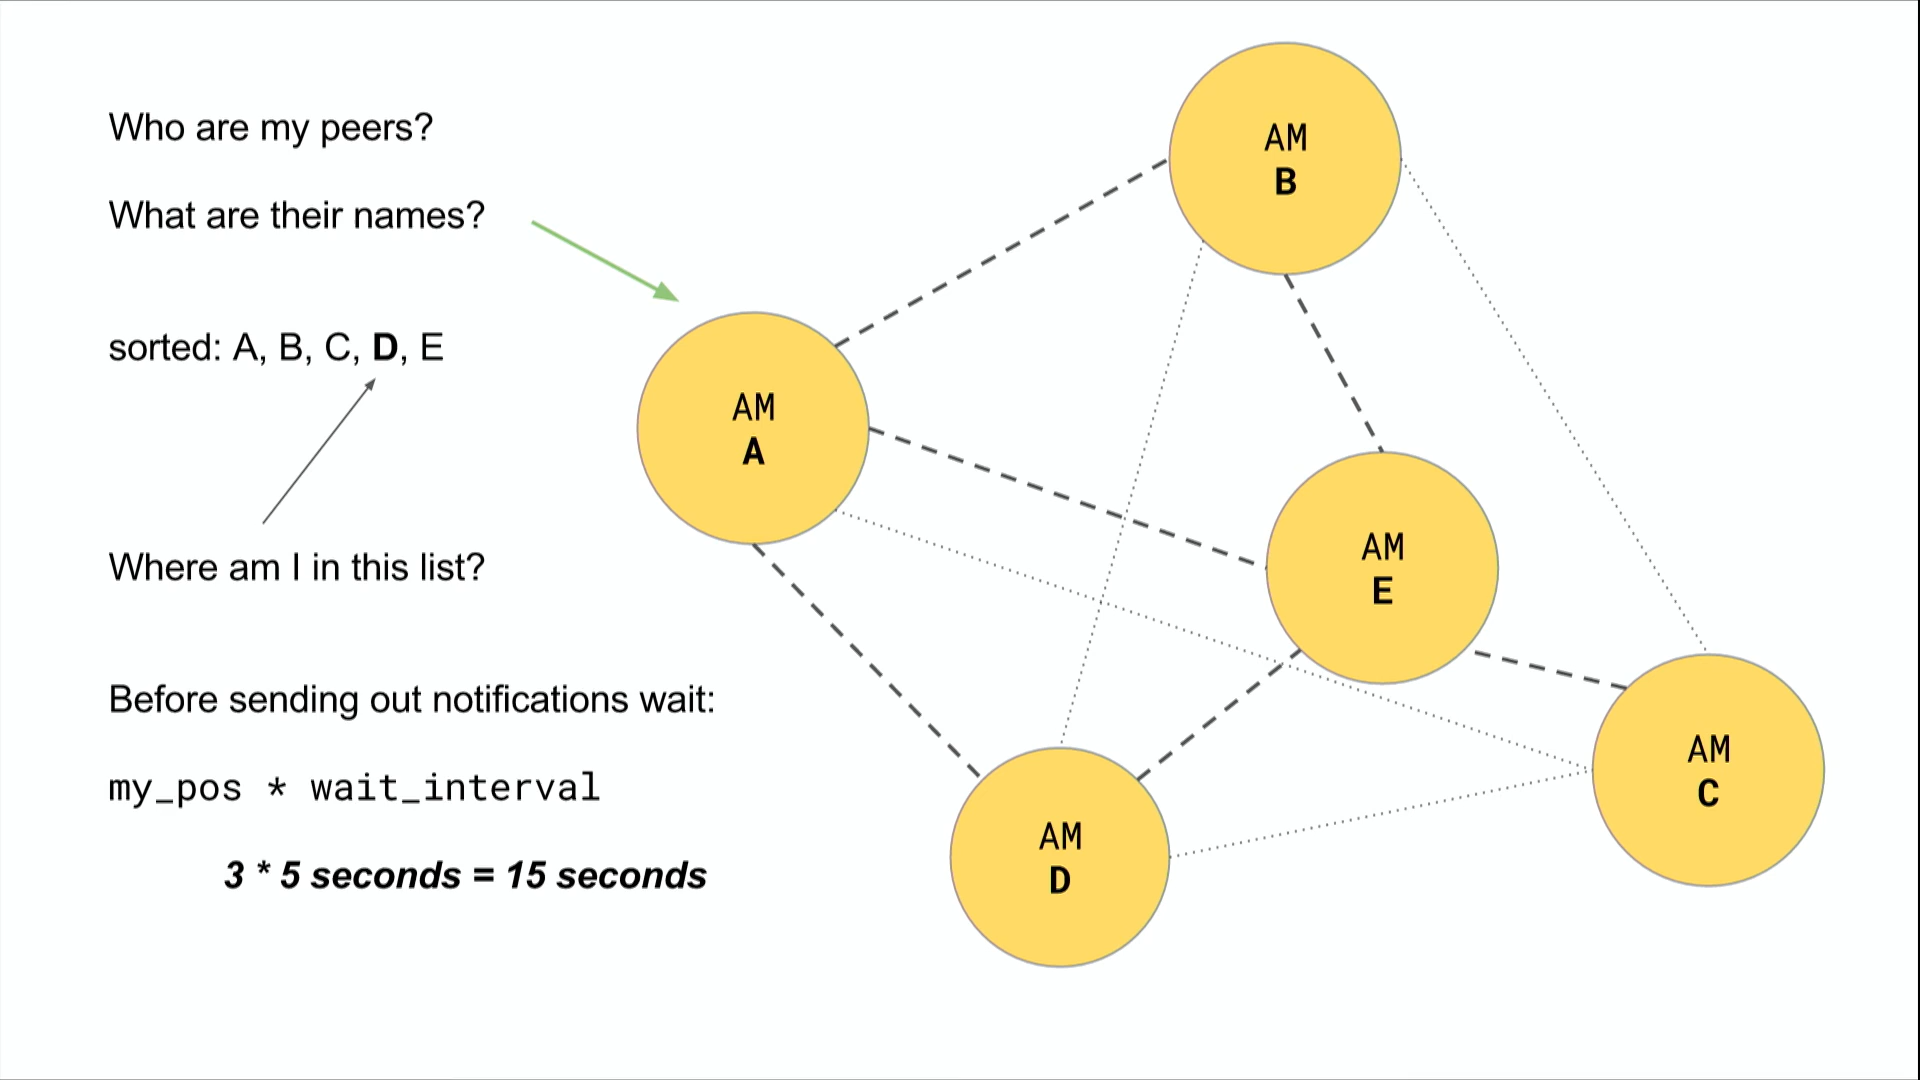 Who are my peers?
What are their names?
sorted: A, B, C, D, E
Where am I in this list?
Before sending out notifications wait:
my_pos * wait_interval
3 * 5 seconds = 15 seconds
AM
B
AM
A
AM
E
AM
C
AM
D